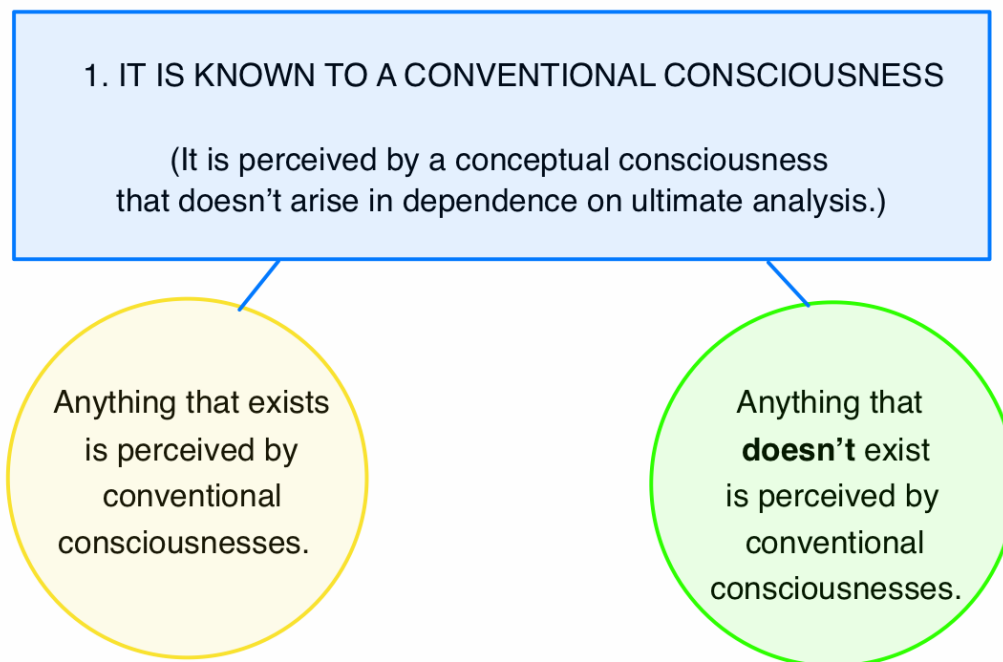 1. IT IS KNOWN TO A CONVENTIONAL CONSCIOUSNESS
(It is perceived by a conceptual consciousness
that doesn’t arise in dependence on ultimate analysis.)
Anything that exists
is perceived by
conventional
consciousnesses.
Anything that
doesn’t exist
is perceived by
conventional
consciousnesses.